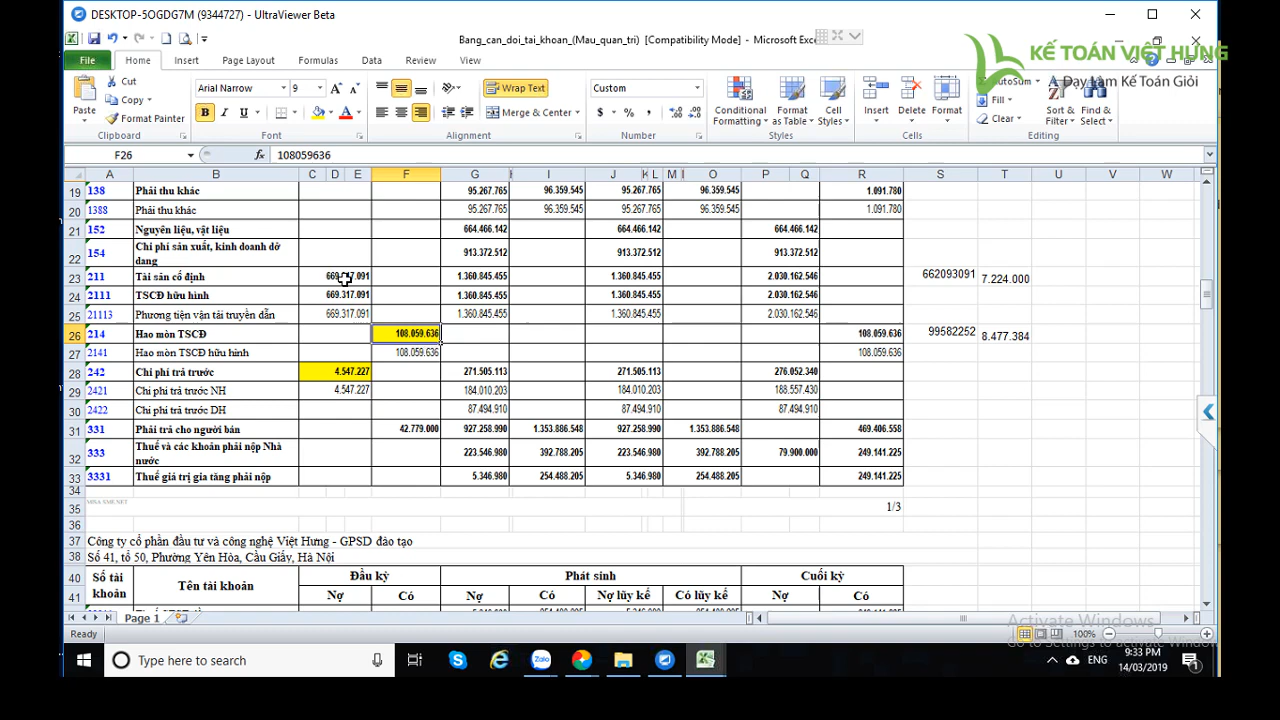 DESKTOP-5OGDG7M (9344727) - UltraViewer Beta
Bang_can_doi_tai_khoan_(Mau_quan_tri) [Compatibility Mode] - Microsoft Exce
KẾ TOÁN VIỆT HƯNG
Dạy Làm Kế Toán Giỏi
File Home Insert Page Layout Formulas Data Review View
Cut
Copy
Format Painter
Paste
Clipboard
Arial Narrow 9
B I U
Font
Wrap Text
Merge & Center
Alignment
Custom
$ % ,
Number
Conditional Formatting
Format as Table
Cell Styles
Styles
Insert Delete Format
Cells
AutoSum
Fill
Clear
Sort & Filter
Find & Select
Editing
F26 fx 108059636
A B C D E F G I J K L M O P Q R S T U V W
19 138 Phải thu khác 95.267.765 96.359.545 95.267.765 96.359.545 1.091.780
20 1388 Phải thu khác 95.267.765 96.359.545 95.267.765 96.359.545 1.091.780
21 152 Nguyên liệu, vật liệu 664.466.142 664.466.142 664.466.142
22 154 Chi phí sản xuất, kinh doanh dở dang 913.372.512 913.372.512 913.372.512
23 211 Tài sản cố định 669.317.091 1.360.845.455 1.360.845.455 2.030.162.546 662093091 7.224.000
24 2111 TSCĐ hữu hình 669.317.091 1.360.845.455 1.360.845.455 2.030.162.546
25 21113 Phương tiện vận tải truyền dẫn 669.317.091 1.360.845.455 1.360.845.455 2.030.162.546
26 214 Hao mòn TSCĐ 108.059.636 108.059.636 99582252 8.477.384
27 2141 Hao mòn TSCĐ hữu hình 108.059.636 108.059.636
28 242 Chi phí trả trước 4.547.227 271.505.113 271.505.113 276.052.340
29 2421 Chi phí trả trước NH 4.547.227 184.010.203 184.010.203 188.557.430
30 2422 Chi phí trả trước DH 87.494.910 87.494.910 87.494.910
31 331 Phải trả cho người bán 42.779.000 927.258.990 1.353.886.548 927.258.990 1.353.886.548 469.406.558
32 333 Thuế và các khoản phải nộp Nhà nước 223.546.980 392.788.205 223.546.980 392.788.205 79.900.000 249.141.225
33 3331 Thuế giá trị gia tăng phải nộp 5.346.980 254.488.205 5.346.980 254.488.205 249.141.225
34
35 MISA SME.NET 1/3
36
37 Công ty cổ phần đầu tư và công nghệ Việt Hưng - GPSD đào tạo
38 Số 41, tổ 50, Phường Yên Hòa, Cầu Giấy, Hà Nội
40 Số tài khoản Tên tài khoản Đầu kỳ Phát sinh Cuối kỳ
41 Nợ Có Nợ Có Nợ lũy kế Có lũy kế Nợ Có
Page 1
Activate Windows
Go to Settings to activate Windows
Ready 100%
Type here to search
ENG
9:33 PM
14/03/2019